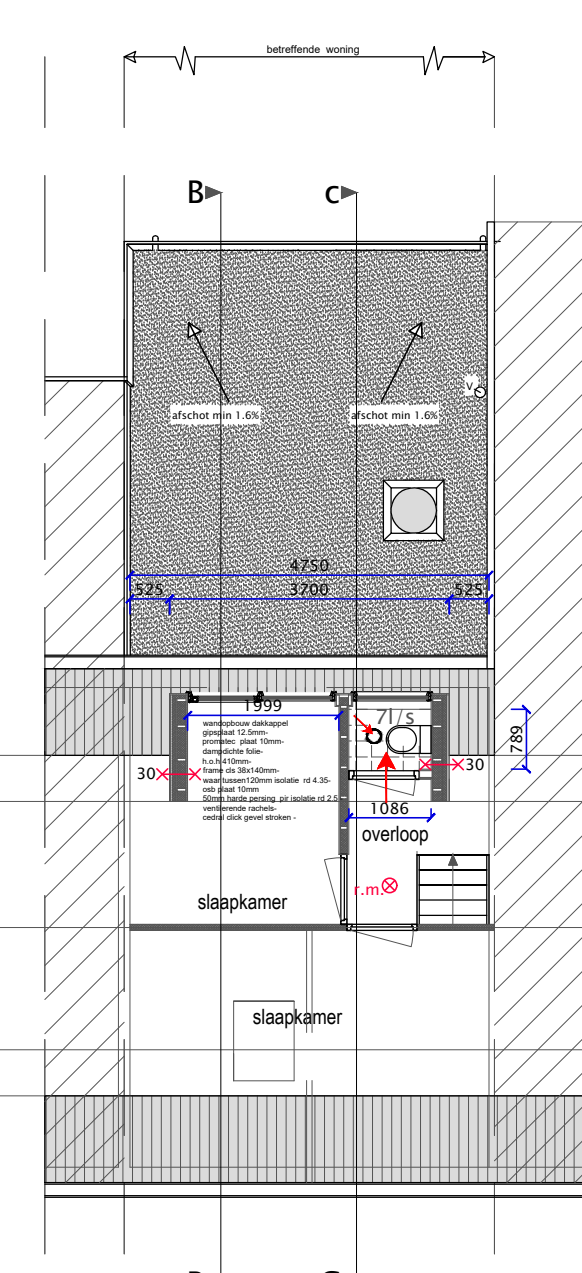 betreffende woning
B
c
V
afschot min 1.6%
afschot min 1.6%
4750
525
3700
525
1999
7l/s
789
wandopbouw dakkappel
gipsplaat 12.5mm-
promatec plaat 10mm-
dampdichte folie-
h.o.h 410mm-
frame cls 38x140mm-
waar tussen120mm isolatie rd 4.35-
osb plaat 10mm
50mm harde persing pir isolatie rd 2.5
ventilerende rachels-
cedral click gevel stroken -
30
30
1086
overloop
r.m.
slaapkamer
slaapkamer